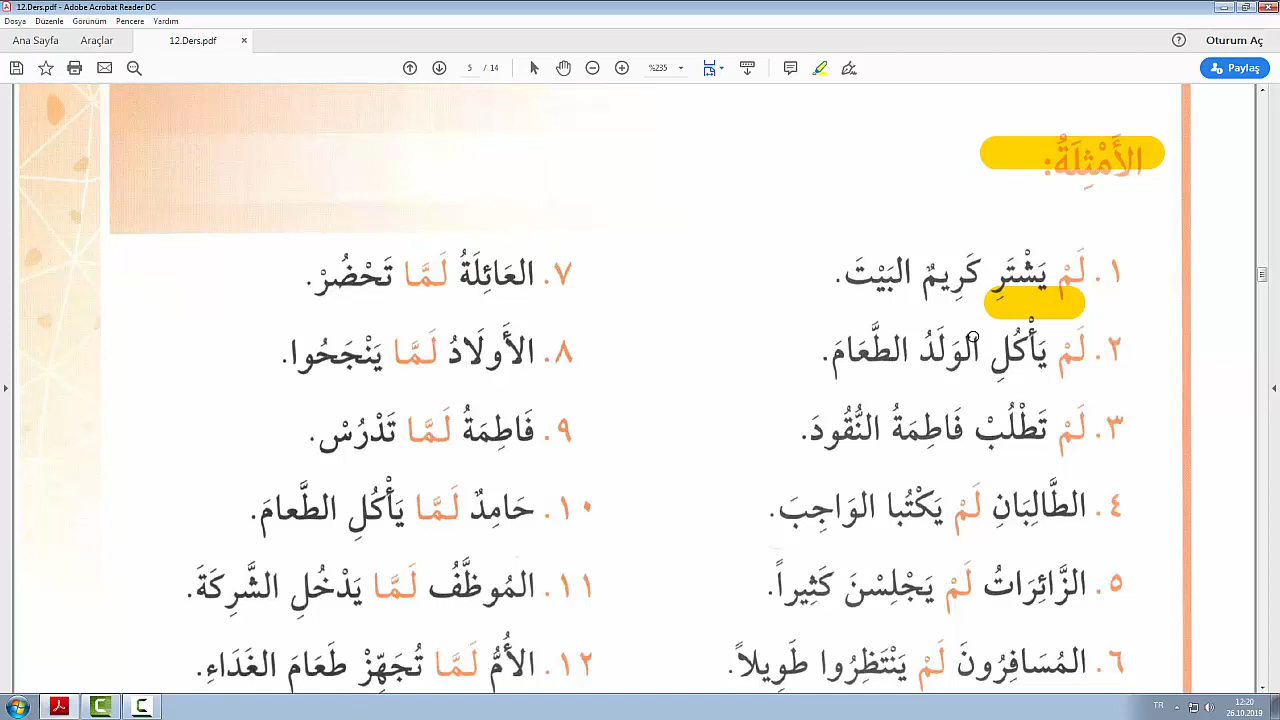 12.Ders.pdf - Adobe Acrobat Reader DC
Dosya Düzenle Görünüm Pencere Yardım
Ana Sayfa Araçlar 12.Ders.pdf × Oturum Aç
5 / 14 %235 Paylaş
الأَمْثِلَةُ:
١. لَمْ يَشْتَرِ كَرِيمٌ البَيْتَ.
٢. لَمْ يَأْكُلِ الوَلَدُ الطَّعَامَ.
٣. لَمْ تَطْلُبْ فَاطِمَةُ النُّقُودَ.
٤. الطَّالِبَانِ لَمْ يَكْتُبا الوَاجِبَ.
٥. الزَّائِرَاتُ لَمْ يَجْلِسْنَ كَثِيراً.
٦. المُسَافِرُونَ لَمْ يَنْتَظِرُوا طَوِيلاً.
٧. العَائِلَةُ لَمَّا تَحْضُرْ.
٨. الأَولَادُ لَمَّا يَنْجَحُوا.
٩. فَاطِمَةُ لَمَّا تَدْرُسْ.
١٠. حَامِدٌ لَمَّا يَأْكُلِ الطَّعامَ.
١١. المُوظَّفُ لَمَّا يَدْخُلِ الشَّرِكَةَ.
١٢. الأُمُّ لَمَّا تُجَهِّزْ طَعَامَ الغَدَاءِ.
TR 12:20
26.10.2019